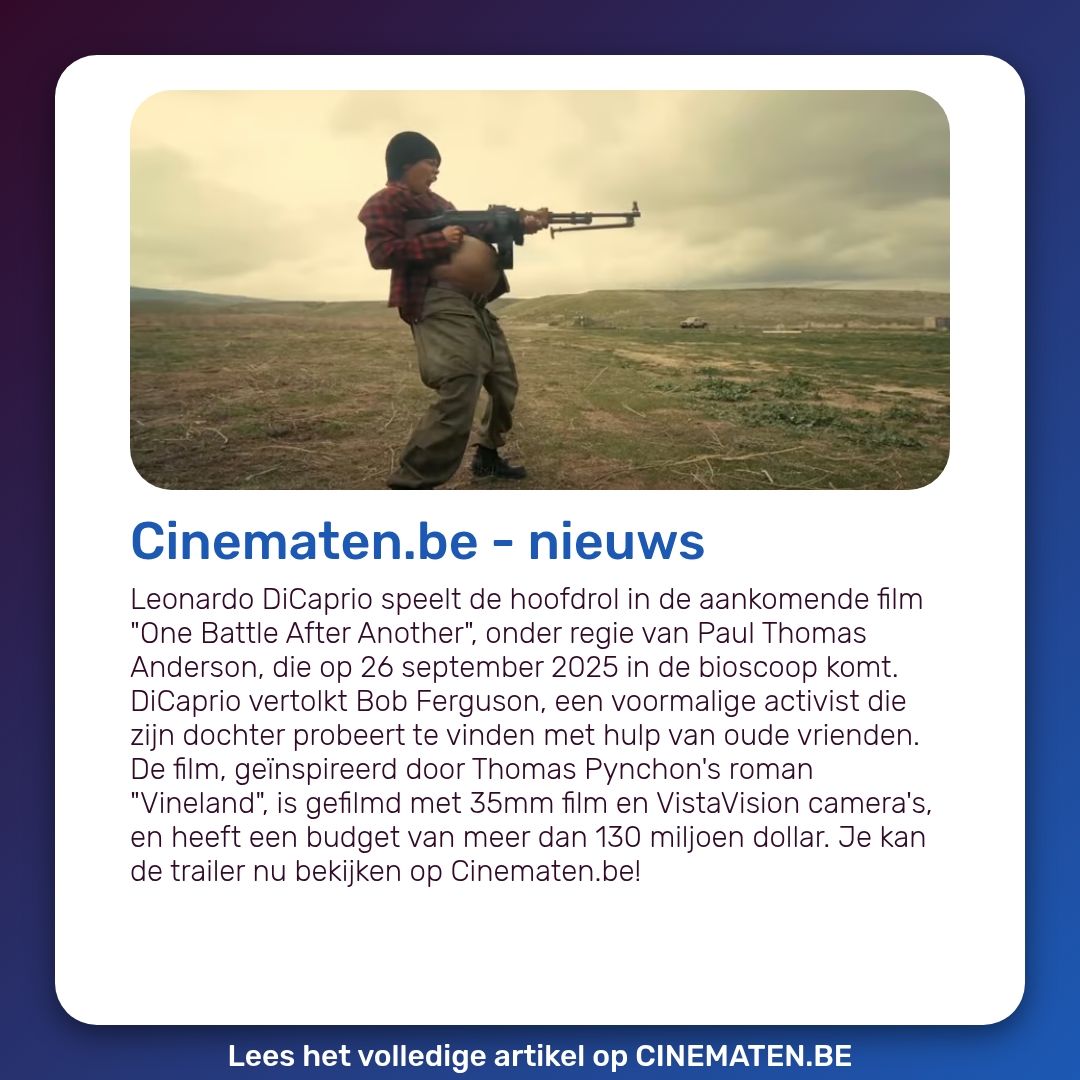 Cinematen.be - nieuws
Leonardo DiCaprio speelt de hoofdrol in de aankomende film
"One Battle After Another", onder regie van Paul Thomas
Anderson, die op 26 september 2025 in de bioscoop komt.
DiCaprio vertolkt Bob Ferguson, een voormalige activist die
zijn dochter probeert te vinden met hulp van oude vrienden.
De film, geïnspireerd door Thomas Pynchon's roman
"Vineland", is gefilmd met 35mm film en VistaVision camera's,
en heeft een budget van meer dan 130 miljoen dollar. Je kan
de trailer nu bekijken op Cinematen.be!
Lees het volledige artikel op CINEMATEN.BE